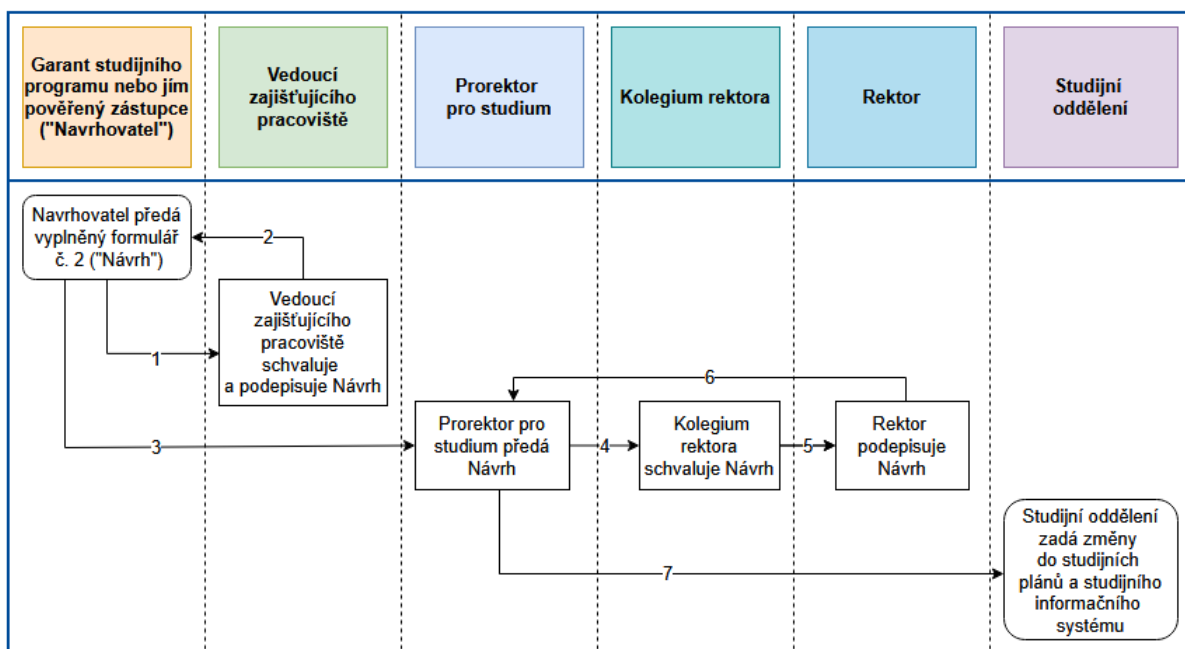 Garant studijního
programu nebo jím
pověřený zástupce
("Navrhovatel")
Vedoucí
zajišťujícího
pracoviště
Prorektor
pro studium
Kolegium rektora
Rektor
Studijní
oddělení
Navrhovatel předá
vyplněný formulář
č. 2 ("Návrh")
2
Vedoucí
zajišťujícího
pracoviště
schvaluje
a podepisuje Návrh
1
6
3
Prorektor pro
studium předá
Návrh
4
Kolegium
rektora
schvaluje Návrh
5
Rektor
podepisuje
Návrh
7
Studijní oddělení
zadá změny
do studijních
plánů a studijního
informačního
systému